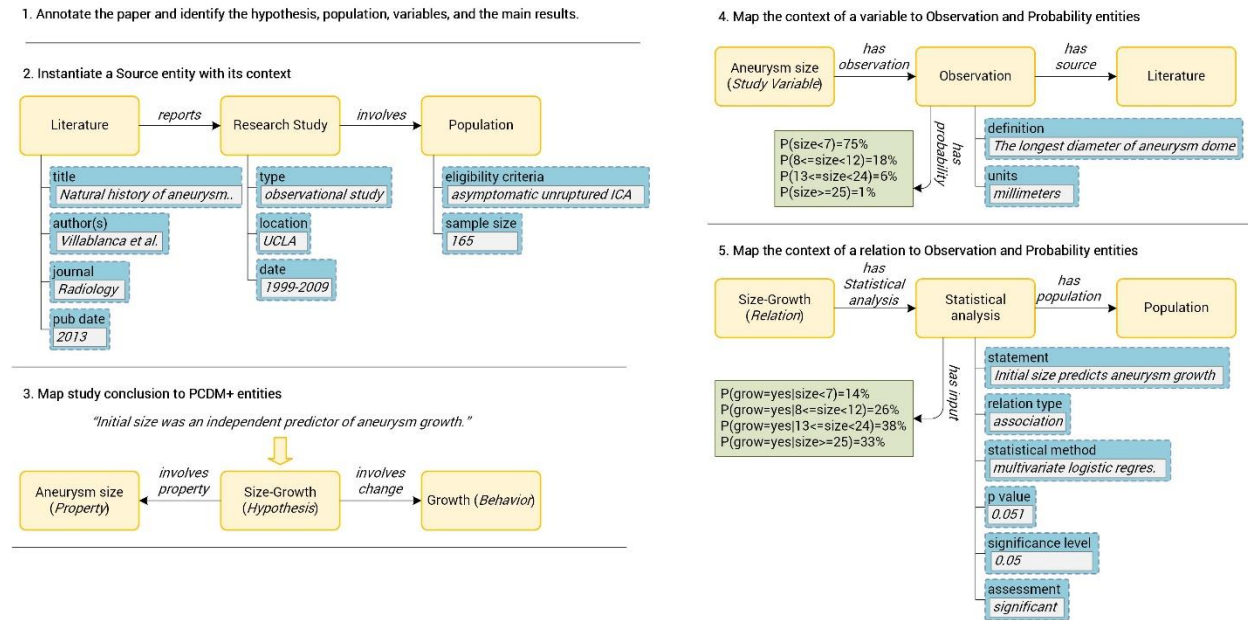 1. Annotate the paper and identify the hypothesis, population, variables, and the main results.
2. Instantiate a Source entity with its context
Literature
reports
Research Study
involves
Population
title
Natural history of aneurysm..
author(s)
Villablanca et al.
journal
Radiology
pub date
2013
type
observational study
location
UCLA
date
1999-2009
eligibility criteria
asymptomatic unruptured ICA
sample size
165
3. Map study conclusion to PCDM+ entities
“Initial size was an independent predictor of aneurysm growth.”
Aneurysm size
(Property)
involves
property
Size-Growth
(Hypothesis)
involves
change
Growth (Behavior)
4. Map the context of a variable to Observation and Probability entities
Aneurysm size
(Study Variable)
has
observation
Observation
has
source
Literature
has
probability
P(size<7)=75%
P(8<=size<12)=18%
P(13<=size<24)=6%
P(size>=25)=1%
definition
The longest diameter of aneurysm dome
units
millimeters
5. Map the context of a relation to Observation and Probability entities
Size-Growth
(Relation)
has
Statistical
analysis
Statistical
analysis
has
population
Population
has input
P(grow=yes|size<7)=14%
P(grow=yes|8<=size<12)=26%
P(grow=yes|13<=size<24)=38%
P(grow=yes|size>=25)=33%
statement
Initial size predicts aneurysm growth
relation type
association
statistical method
multivariate logistic regres.
p value
0.051
significance level
0.05
assessment
significant